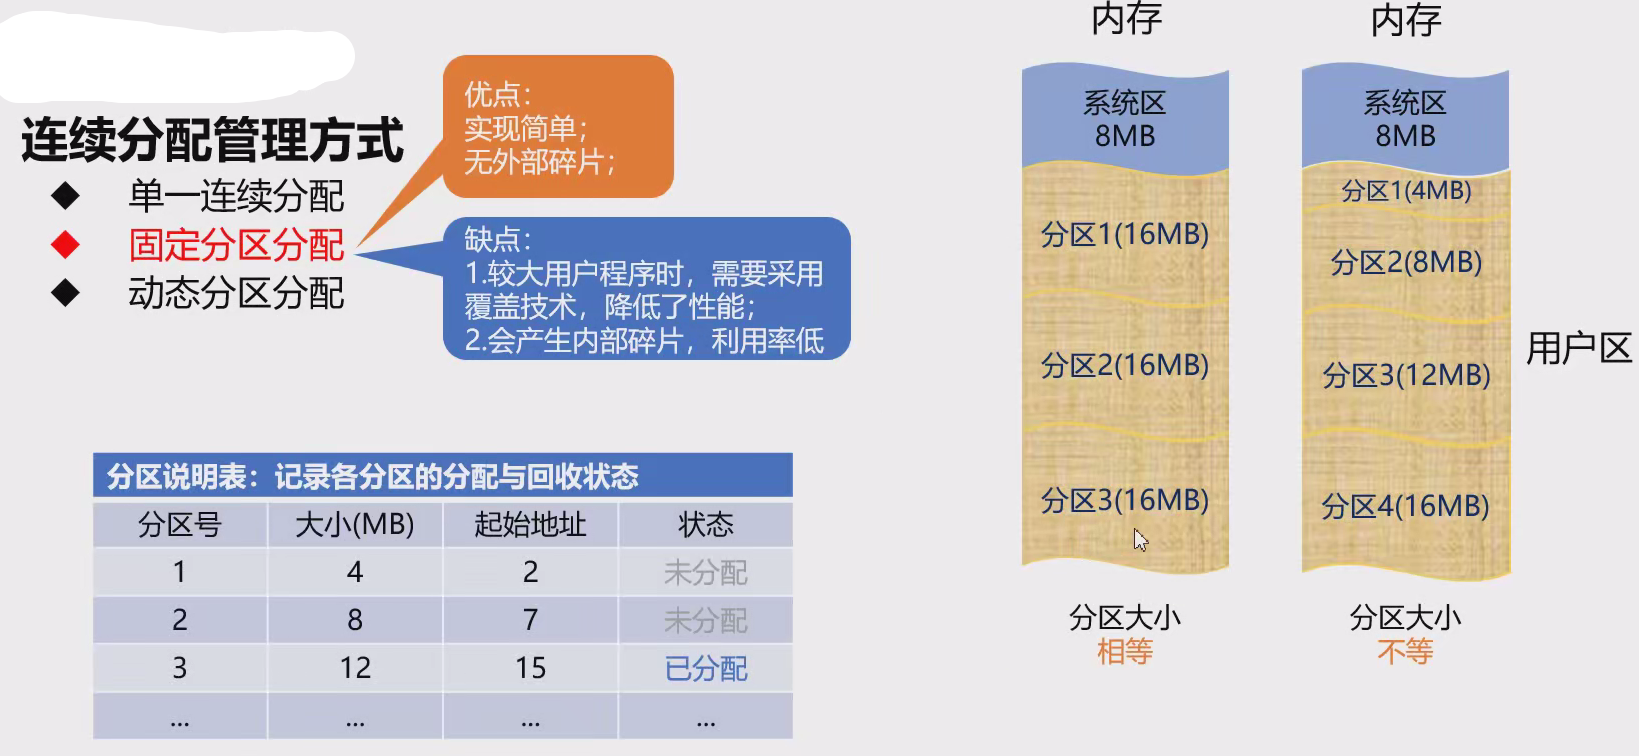 连续分配管理方式
◆ 单一连续分配
◆ 固定分区分配
◆ 动态分区分配
优点：
实现简单；
无外部碎片；
缺点：
1.较大用户程序时，需要采用
覆盖技术，降低了性能；
2.会产生内部碎片，利用率低
分区说明表：记录各分区的分配与回收状态
分区号 大小(MB) 起始地址 状态
1 4 2 未分配
2 8 7 未分配
3 12 15 已分配
... ... ... ...
内存
系统区
8MB
分区1(16MB)
分区2(16MB)
分区3(16MB)
分区大小
相等
内存
系统区
8MB
分区1(4MB)
分区2(8MB)
分区3(12MB)
分区4(16MB)
分区大小
不等
用户区